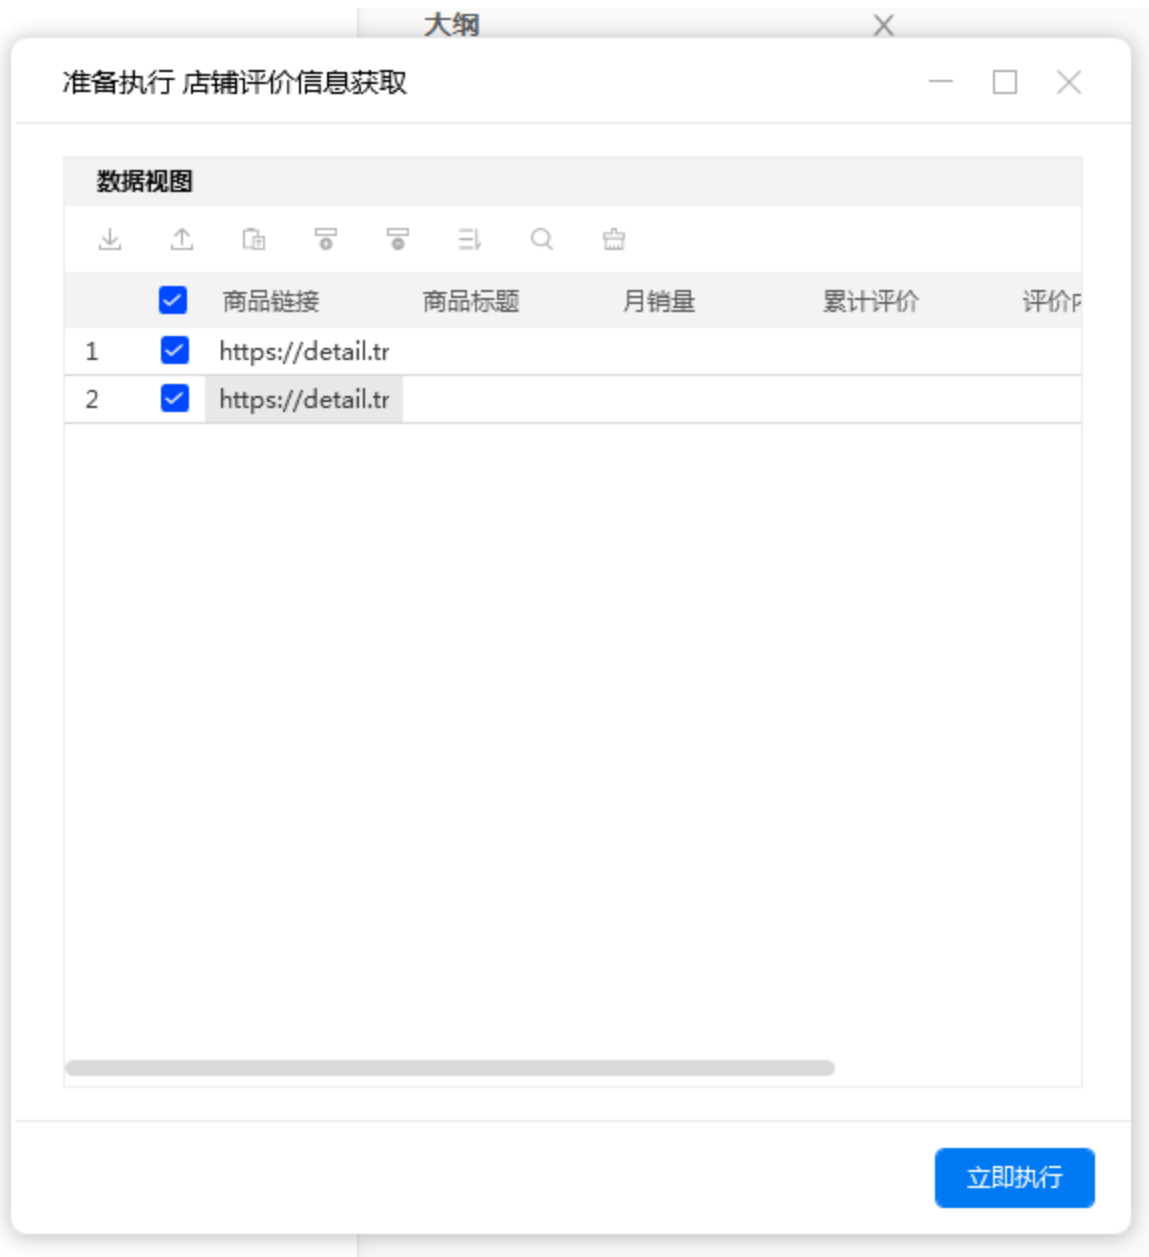 大纲
准备执行 店铺评价信息获取
数据视图
商品链接 商品标题 月销量 累计评价 评价
1 https://detail.tr
2 https://detail.tr
立即执行